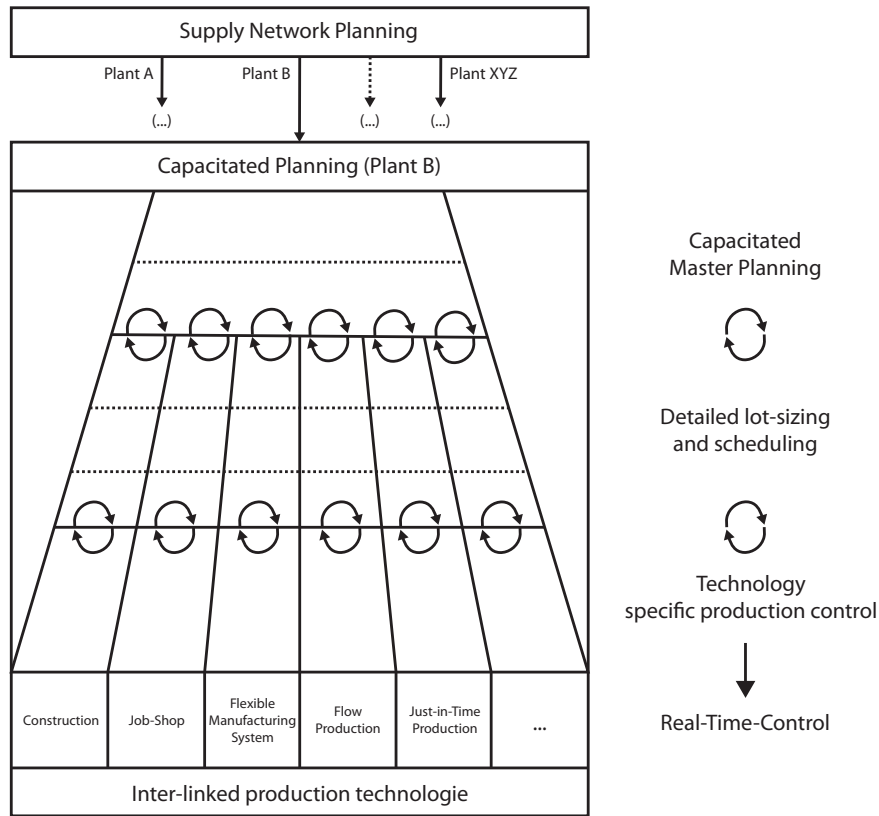 Supply Network Planning
Plant A
Plant B
Plant XYZ
(...)
(...)
(...)
Capacitated Planning (Plant B)
Capacitated
Master Planning
Detailed lot-sizing
and scheduling
Technology
specific production control
Real-Time-Control
Construction
Job-Shop
Flexible
Manufacturing
System
Flow
Production
Just-in-Time
Production
...
Inter-linked production technologie